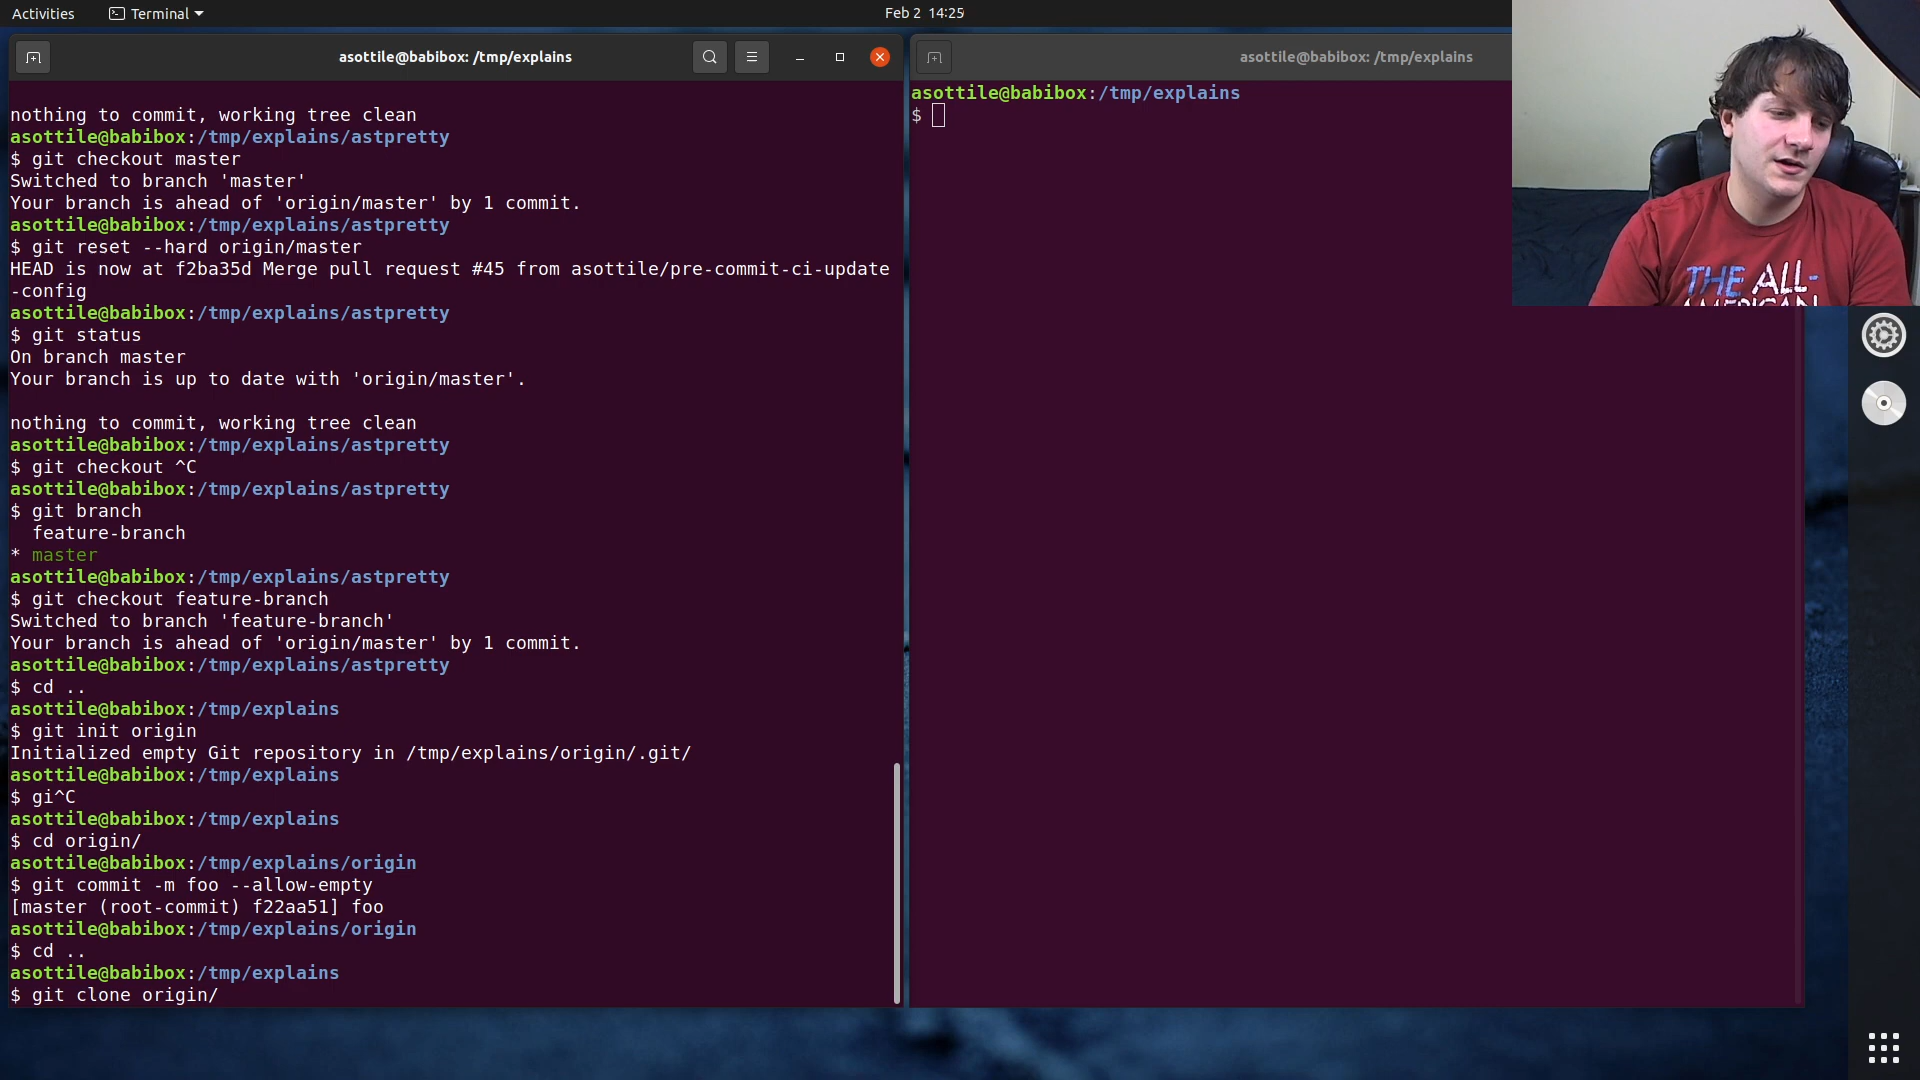 Activities
Terminal
Feb 2 14:25
asottile@babibox: /tmp/explains
nothing to commit, working tree clean
asottile@babibox:/tmp/explains/astpretty
$ git checkout master
Switched to branch 'master'
Your branch is ahead of 'origin/master' by 1 commit.
asottile@babibox:/tmp/explains/astpretty
$ git reset --hard origin/master
HEAD is now at f2ba35d Merge pull request #45 from asottile/pre-commit-ci-update
-config
asottile@babibox:/tmp/explains/astpretty
$ git status
On branch master
Your branch is up to date with 'origin/master'.
nothing to commit, working tree clean
asottile@babibox:/tmp/explains/astpretty
$ git checkout ^C
asottile@babibox:/tmp/explains/astpretty
$ git branch
feature-branch
* master
asottile@babibox:/tmp/explains/astpretty
$ git checkout feature-branch
Switched to branch 'feature-branch'
Your branch is ahead of 'origin/master' by 1 commit.
asottile@babibox:/tmp/explains/astpretty
$ cd ..
asottile@babibox:/tmp/explains
$ git init origin
Initialized empty Git repository in /tmp/explains/origin/.git/
asottile@babibox:/tmp/explains
$ gi^C
asottile@babibox:/tmp/explains
$ cd origin/
asottile@babibox:/tmp/explains/origin
$ git commit -m foo --allow-empty
[master (root-commit) f22aa51] foo
asottile@babibox:/tmp/explains/origin
$ cd ..
asottile@babibox:/tmp/explains
$ git clone origin/
asottile@babibox: /tmp/explains
asottile@babibox:/tmp/explains
$
THE ALL-
AMERICAN